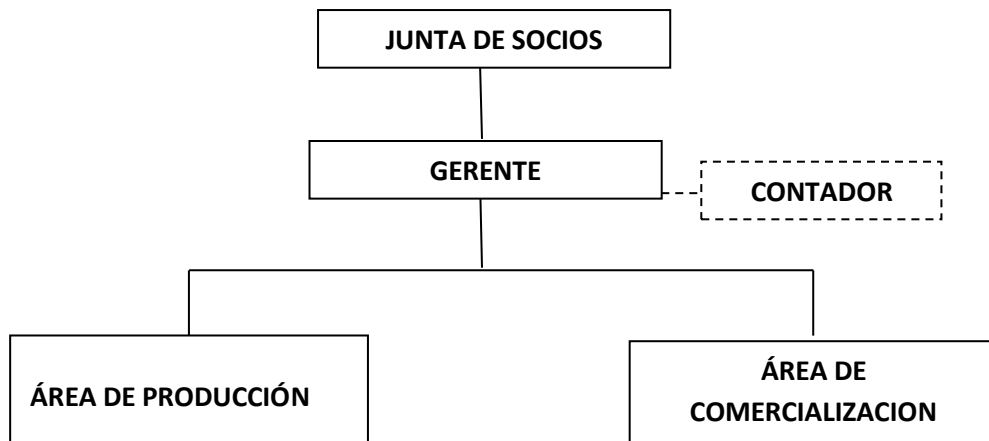 JUNTA DE SOCIOS
GERENTE
CONTADOR
ÁREA DE PRODUCCIÓN
ÁREA DE
COMERCIALIZACION